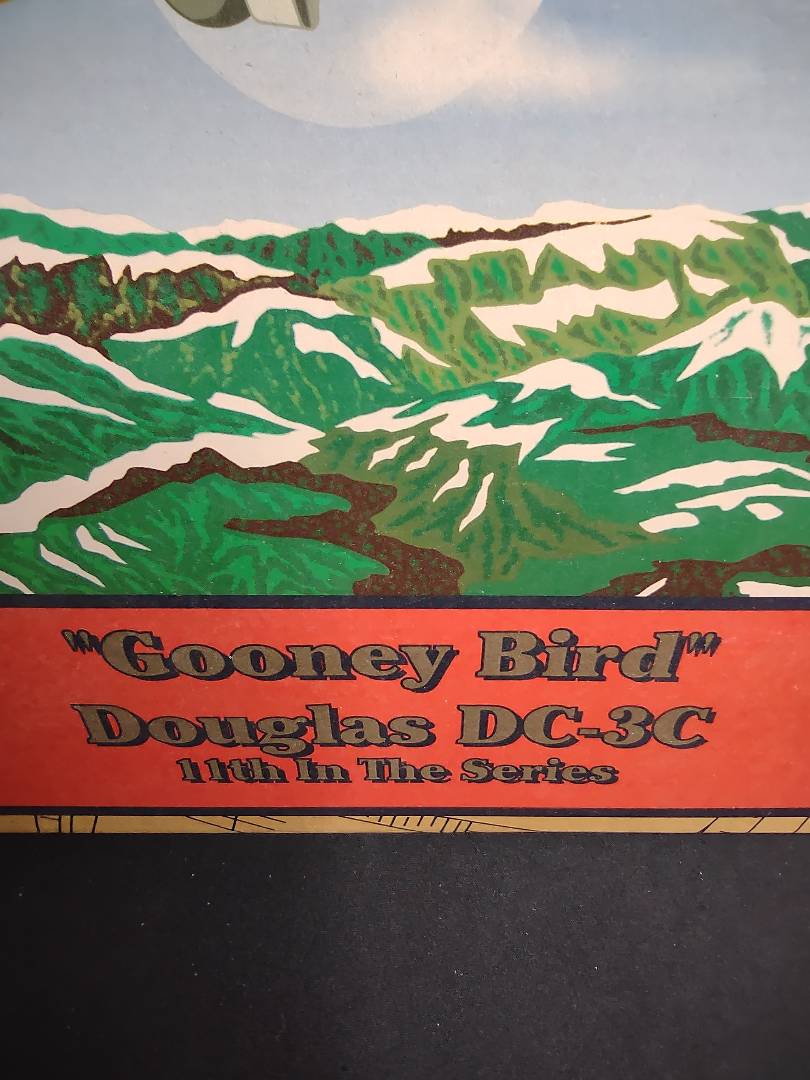 "Gooney Bird"
Douglas DC-3C
11th In The Series